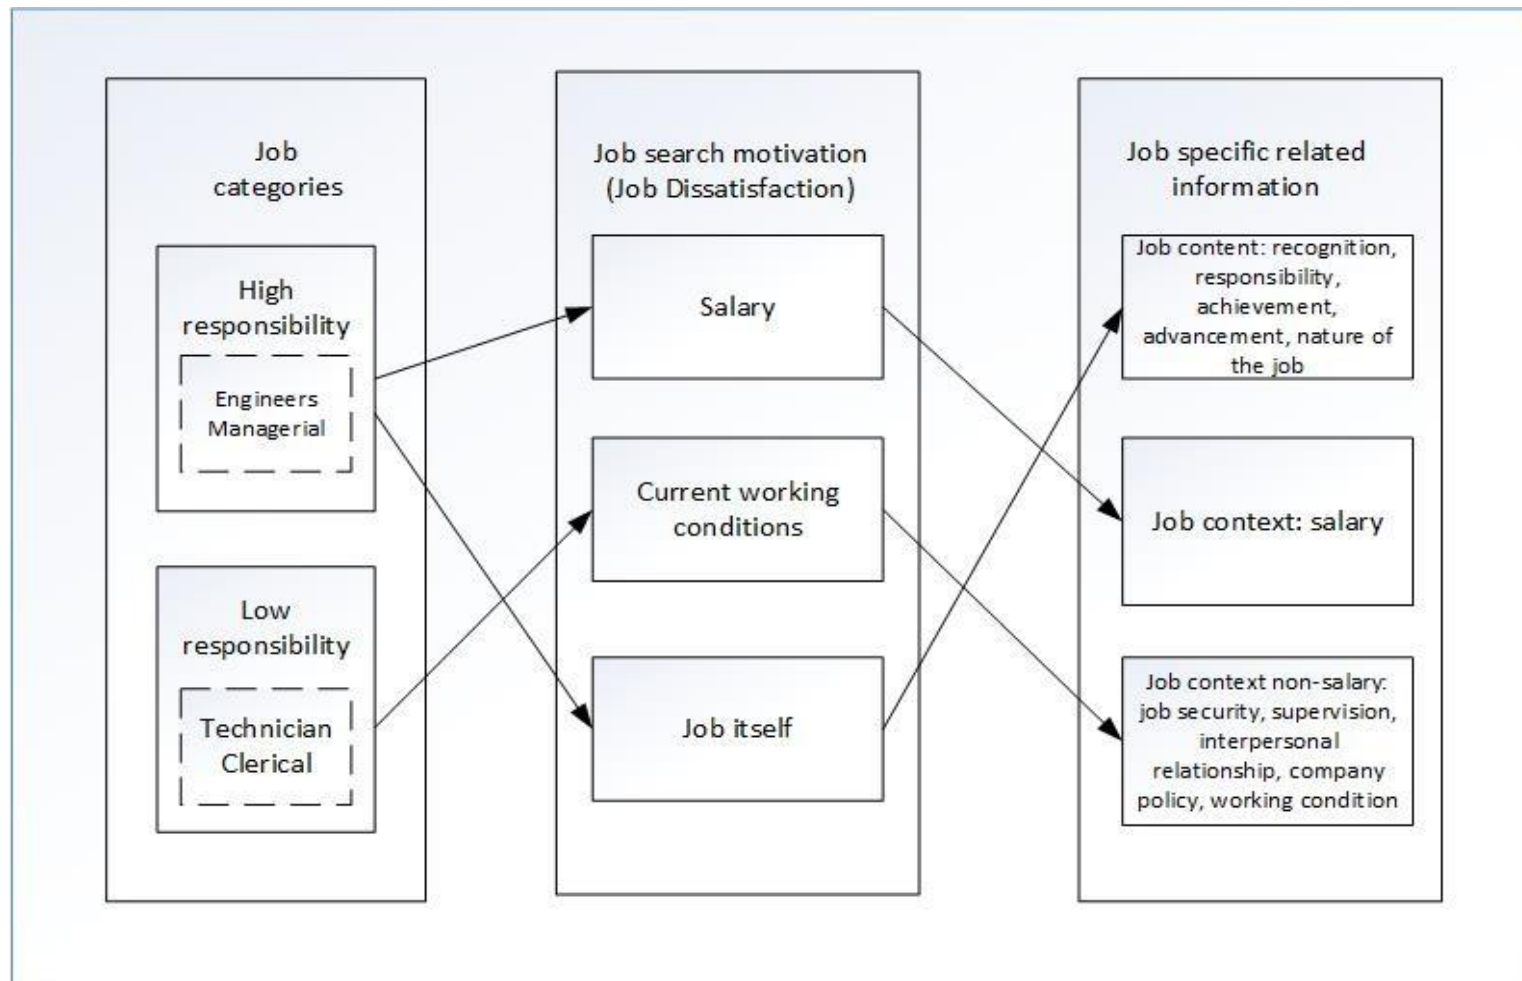 Job
categories
High
responsibility
Engineers
Managerial
Low
responsibility
Technician
Clerical
Job search motivation
(Job Dissatisfaction)
Salary
Current working
conditions
Job itself
Job specific related
information
Job content: recognition,
responsibility,
achievement,
advancement, nature of
the job
Job context: salary
Job context non-salary:
job security, supervision,
interpersonal
relationship, company
policy, working condition